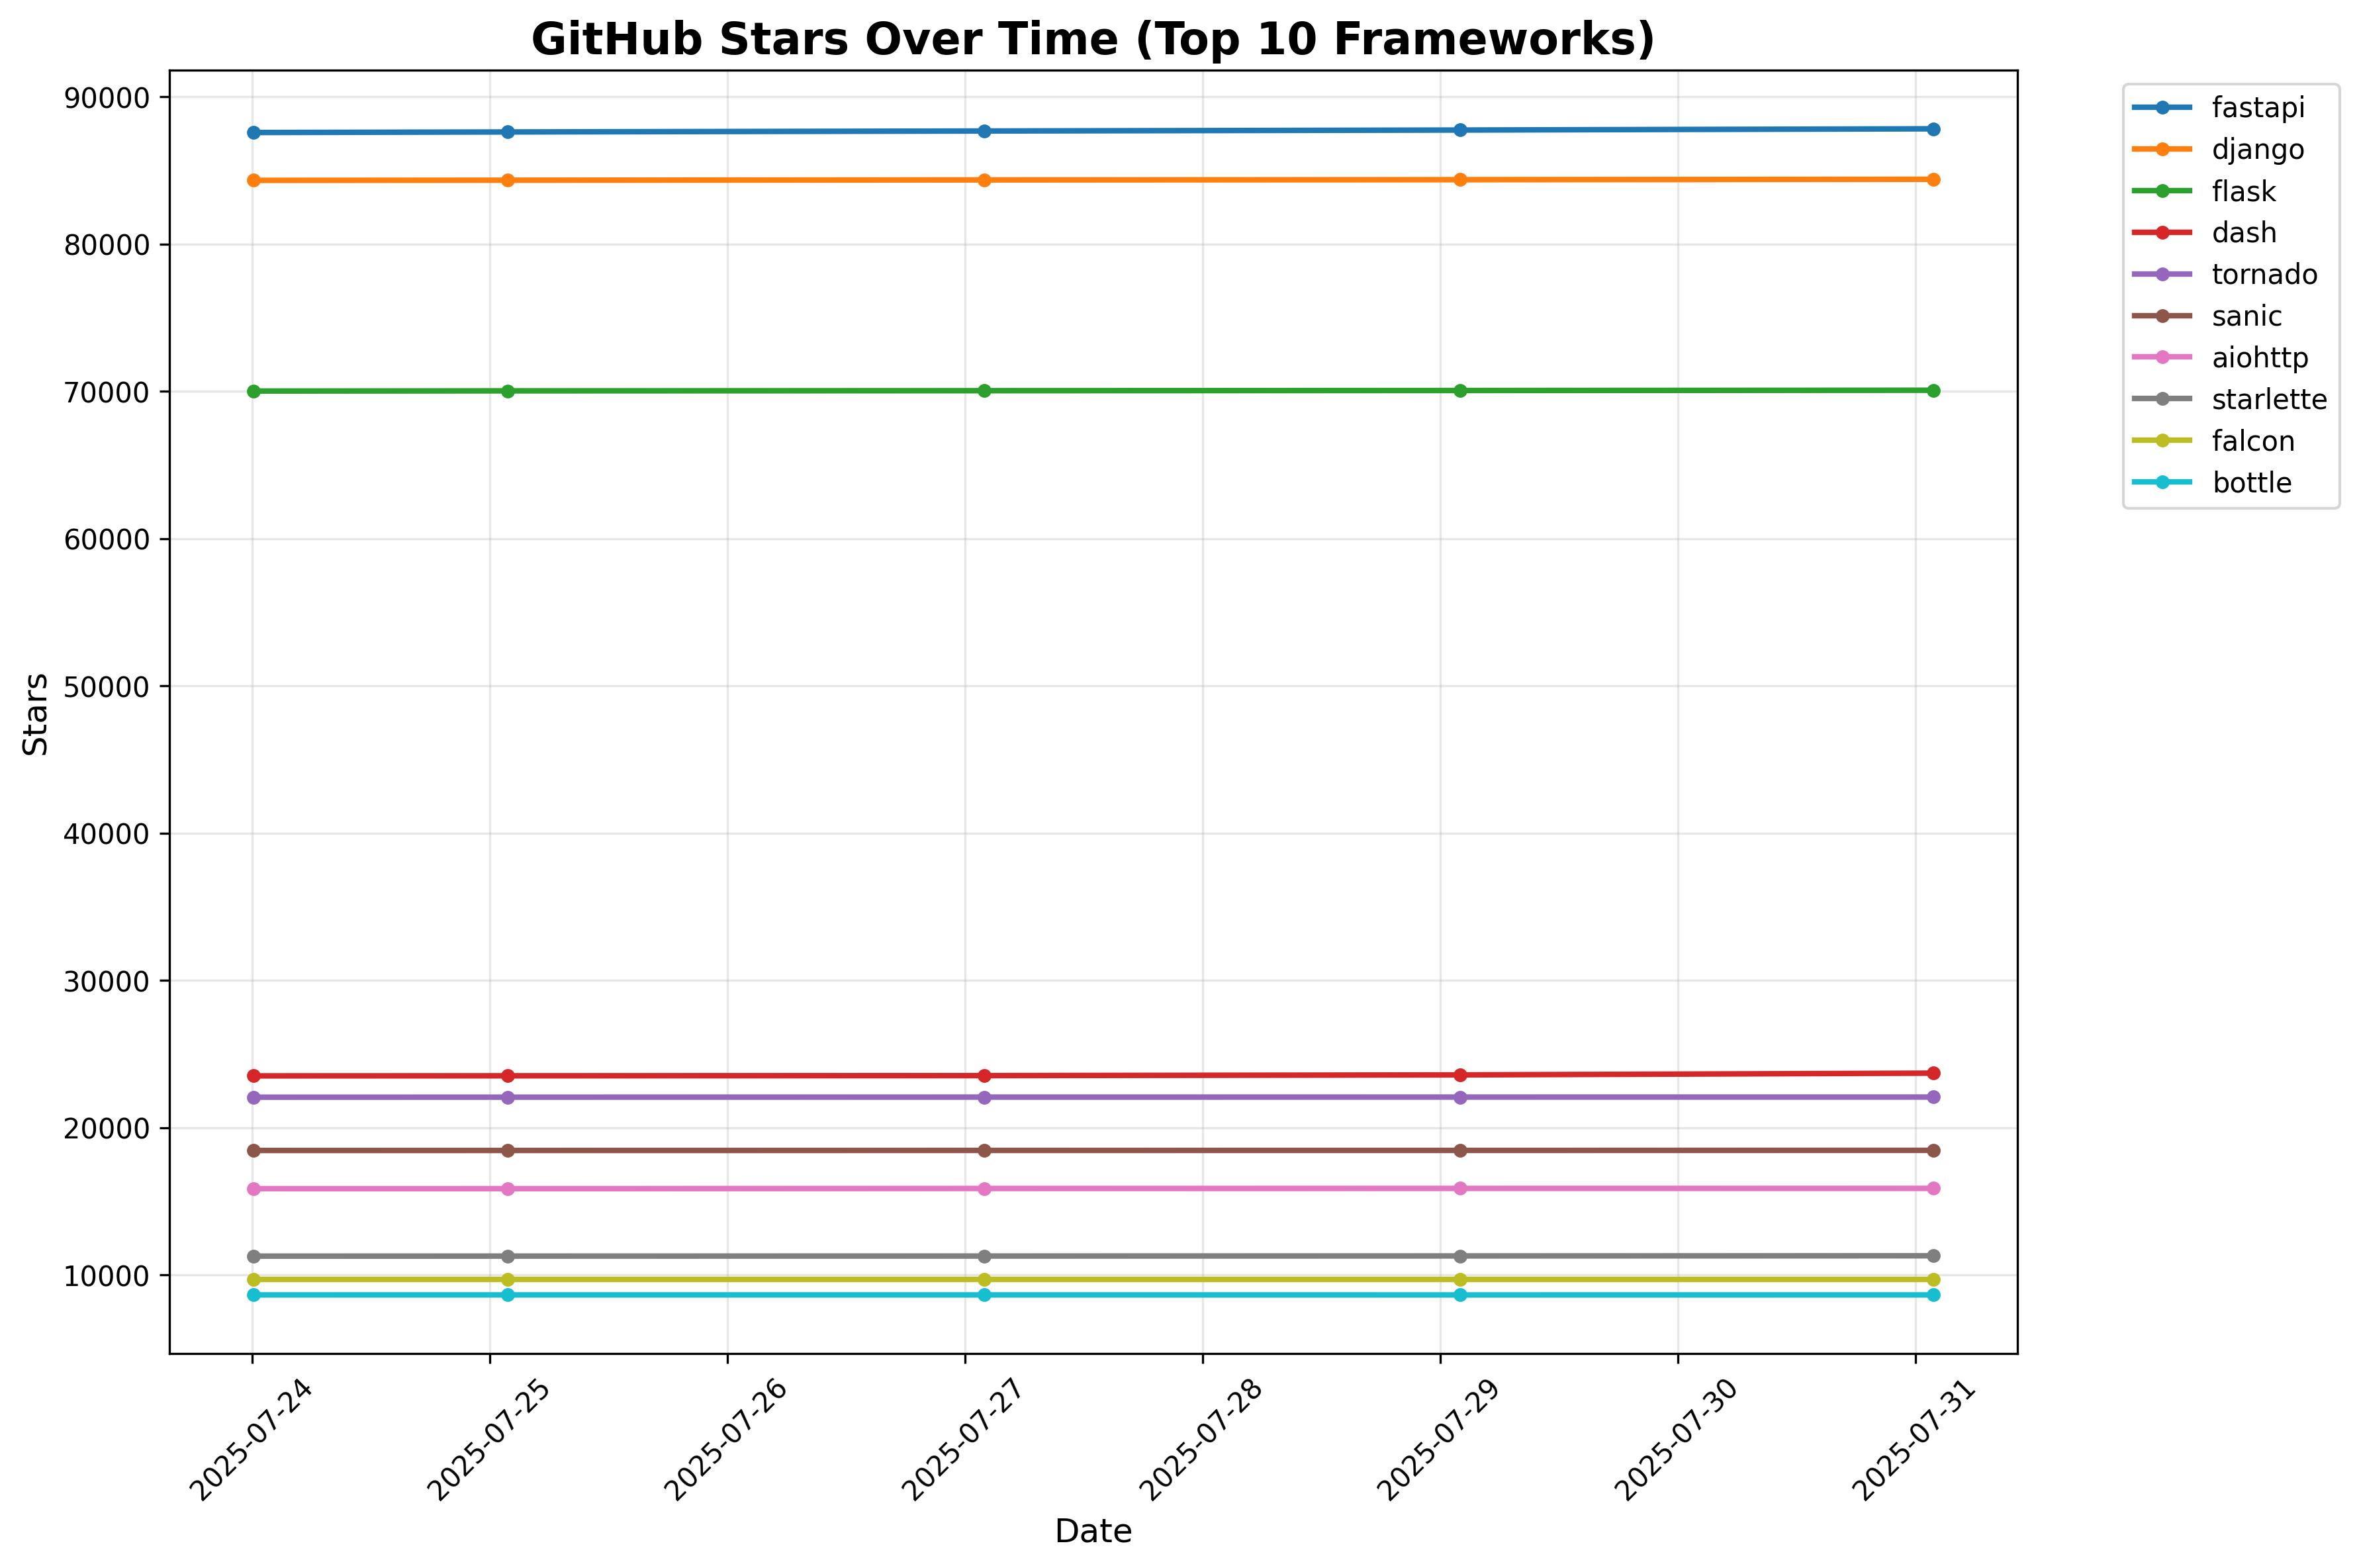 GitHub Stars Over Time (Top 10 Frameworks)
90000
80000
70000
60000
50000
40000
30000
20000
10000
Stars
2025-07-24
2025-07-25
2025-07-26
2025-07-27
2025-07-28
2025-07-29
2025-07-30
2025-07-31
Date
fastapi
django
flask
dash
tornado
sanic
aiohttp
starlette
falcon
bottle